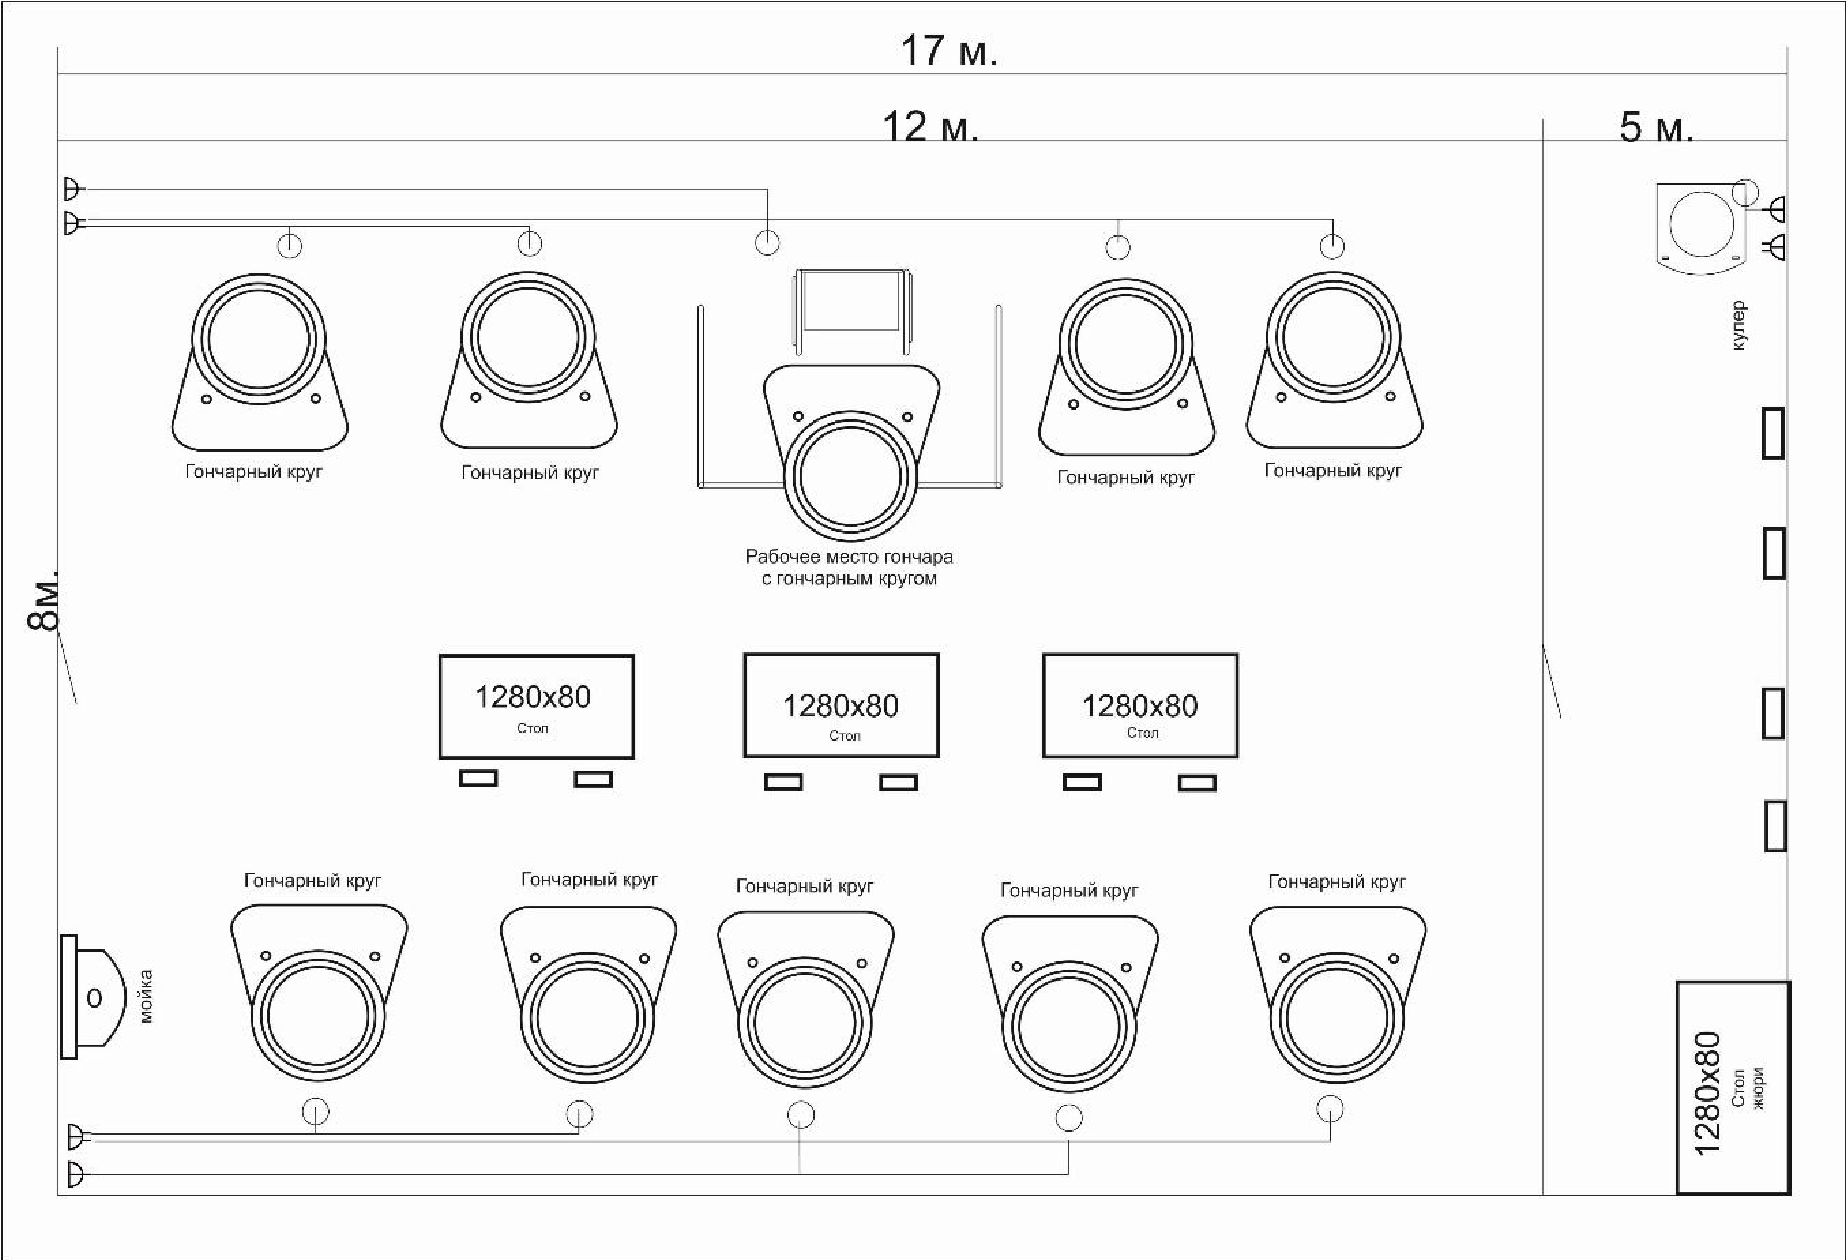 17 м.
12 м.
5 м.
кулер
Гончарный круг
Гончарный круг
Гончарный круг
Гончарный круг
Рабочее место гончара
с гончарным кругом
8м.
1280х80
Стол
1280х80
Стол
1280х80
Стол
Гончарный круг
Гончарный круг
Гончарный круг
Гончарный круг
Гончарный круг
мойка
1280х80
Стол
жюри